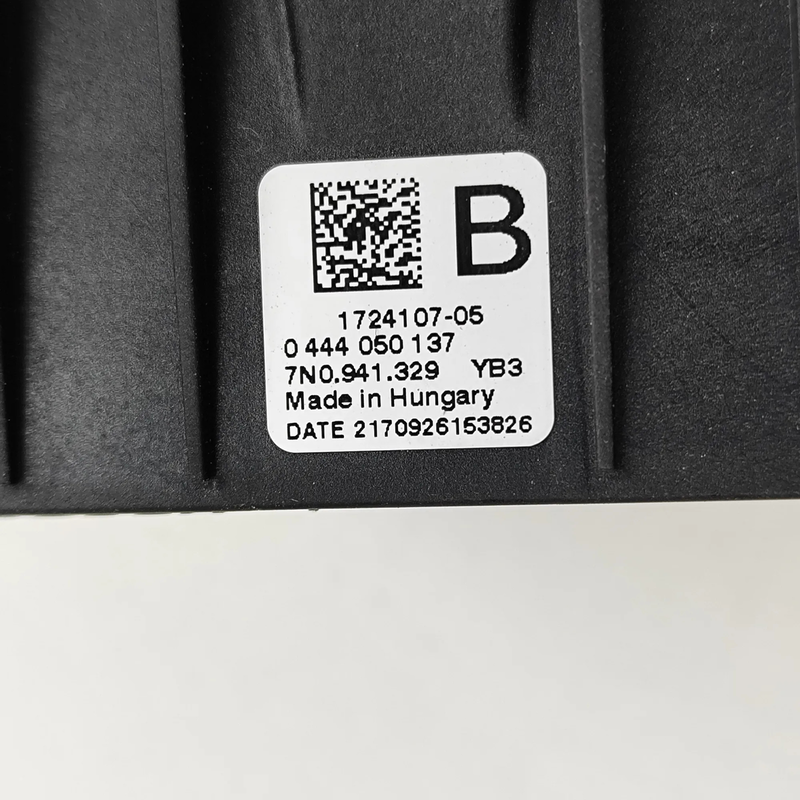 B
1724107-05
0 444 050 137
7N0.941.329 YB3
Made in Hungary
DATE 2170926153826